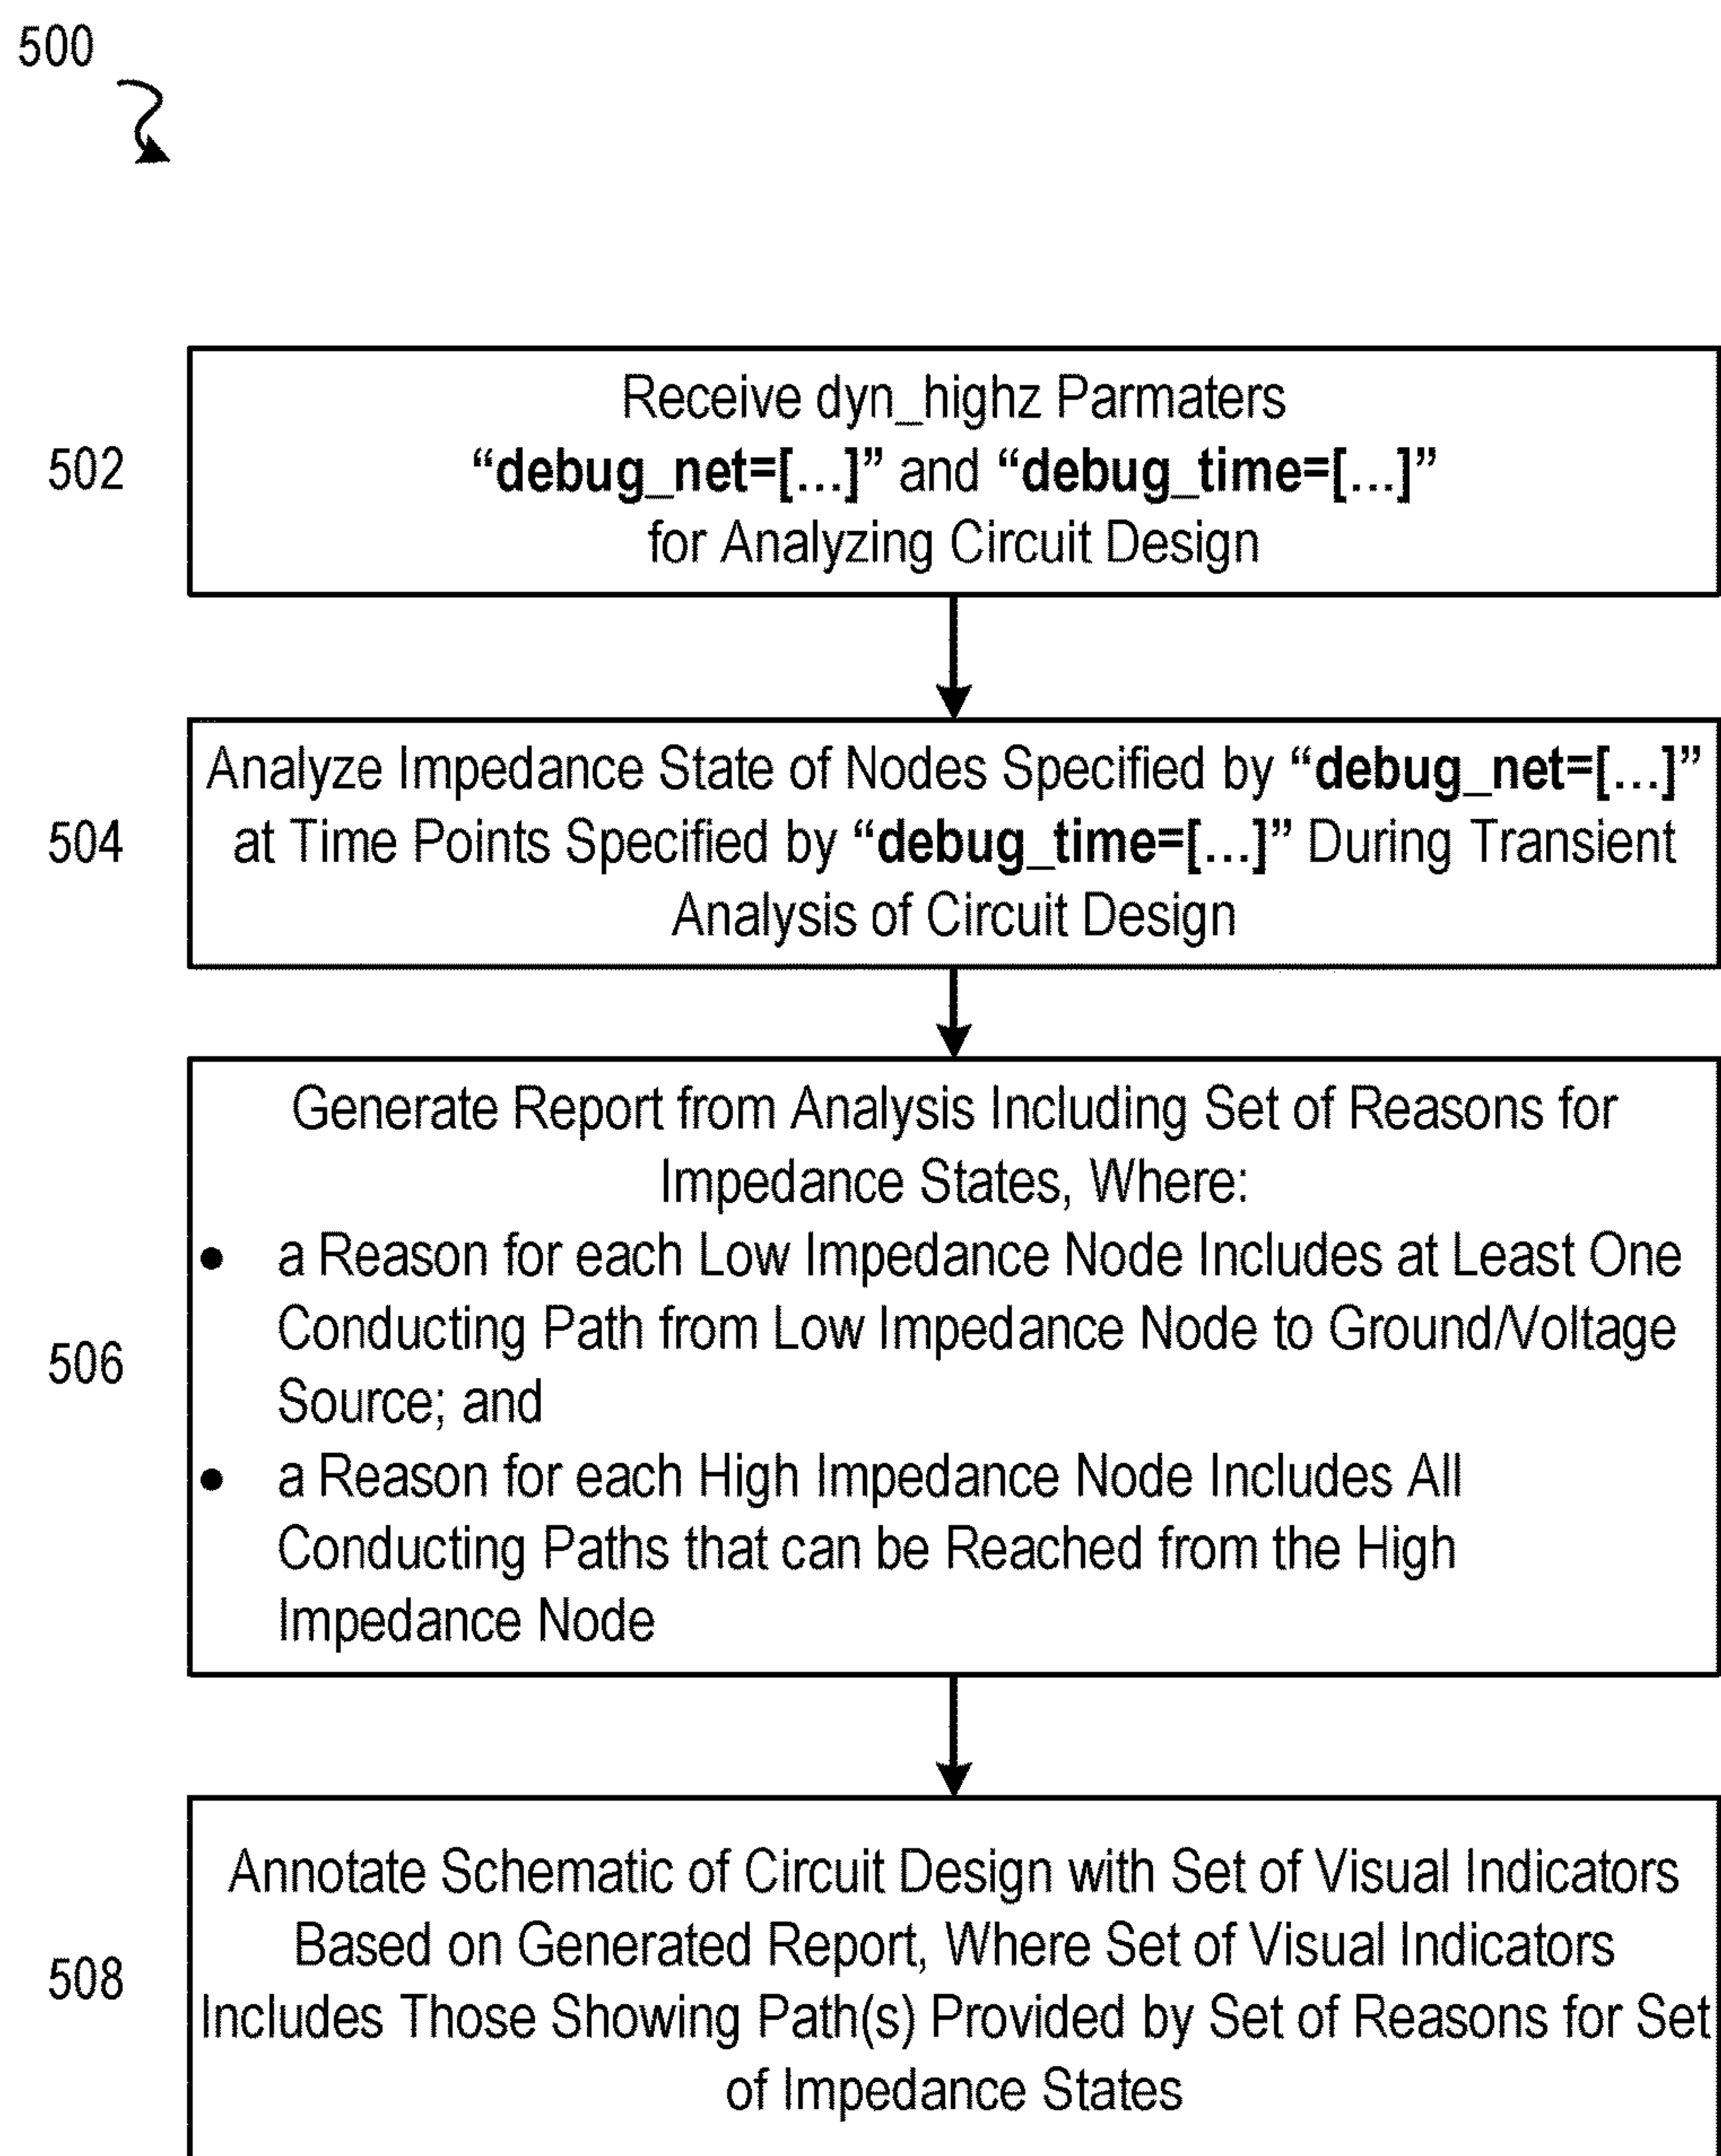 500
502
Receive dyn_highz Parmaters
“debug_net=[...]” and “debug_time=[...]”
for Analyzing Circuit Design
504
Analyze Impedance State of Nodes Specified by “debug_net=[...]”
at Time Points Specified by “debug_time=[...]” During Transient
Analysis of Circuit Design
506
Generate Report from Analysis Including Set of Reasons for
Impedance States, Where:
• a Reason for each Low Impedance Node Includes at Least One
Conducting Path from Low Impedance Node to Ground/Voltage
Source; and
• a Reason for each High Impedance Node Includes All
Conducting Paths that can be Reached from the High
Impedance Node
508
Annotate Schematic of Circuit Design with Set of Visual Indicators
Based on Generated Report, Where Set of Visual Indicators
Includes Those Showing Path(s) Provided by Set of Reasons for Set
of Impedance States